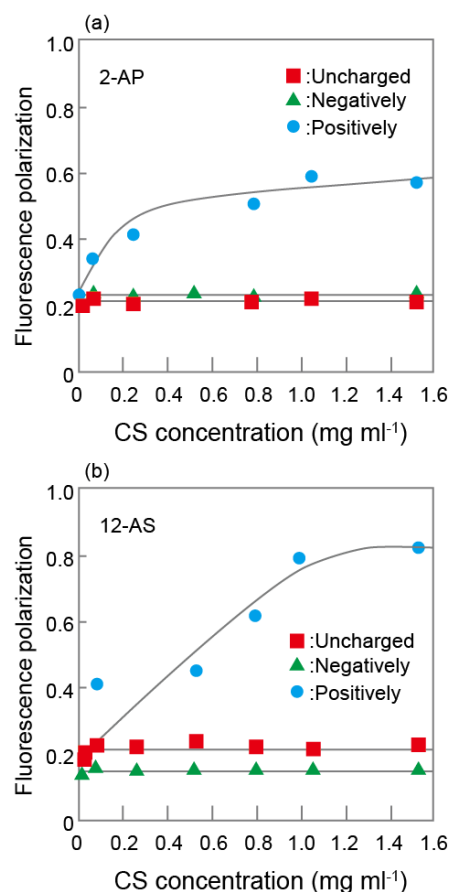 (a)
2-AP
:Uncharged
:Negatively
:Positively
Fluorescence polarization
1.0
0.8
0.6
0.4
0.2
0
0 0.2 0.4 0.6 0.8 1.0 1.2 1.4 1.6
CS concentration (mg ml⁻¹)
(b)
12-AS
:Uncharged
:Negatively
:Positively
Fluorescence polarization
1.0
0.8
0.6
0.4
0.2
0
0 0.2 0.4 0.6 0.8 1.0 1.2 1.4 1.6
CS concentration (mg ml⁻¹)